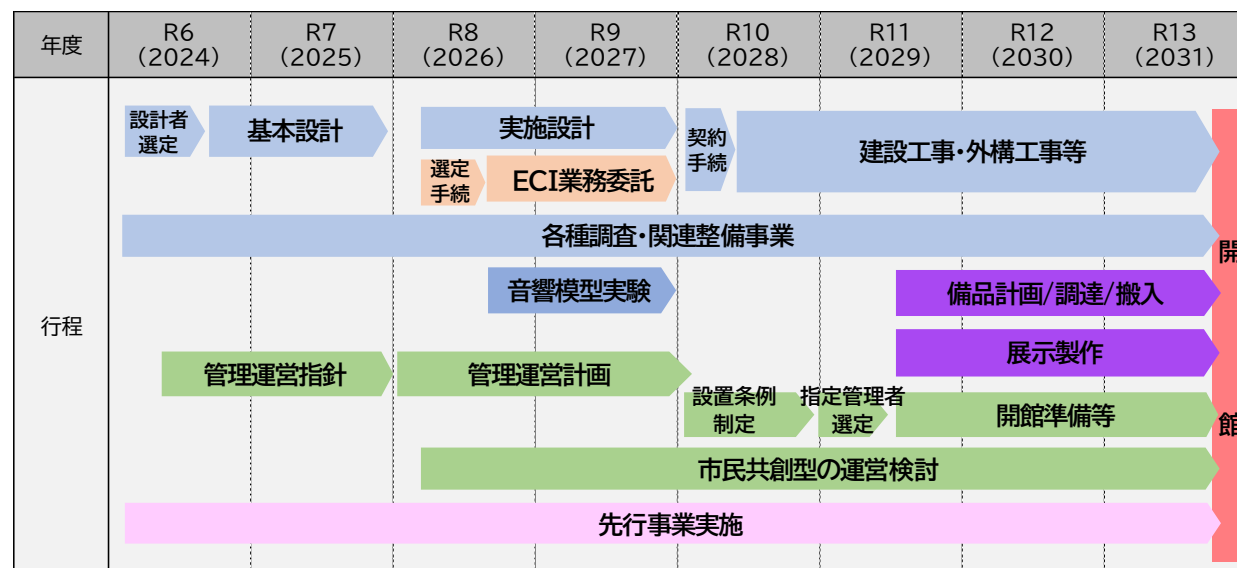 年度
R6
(2024)
R7
(2025)
R8
(2026)
R9
(2027)
R10
(2028)
R11
(2029)
R12
(2030)
R13
(2031)
行程
設計者
選定
基本設計
実施設計
契約
手続
建設工事・外構工事等
選定
手続
ECI業務委託
各種調査・関連整備事業
音響模型実験
備品計画/調達/搬入
展示製作
管理運営指針
管理運営計画
設置条例
制定
指定管理者
選定
開館準備等
市民共創型の運営検討
先行事業実施
開
館